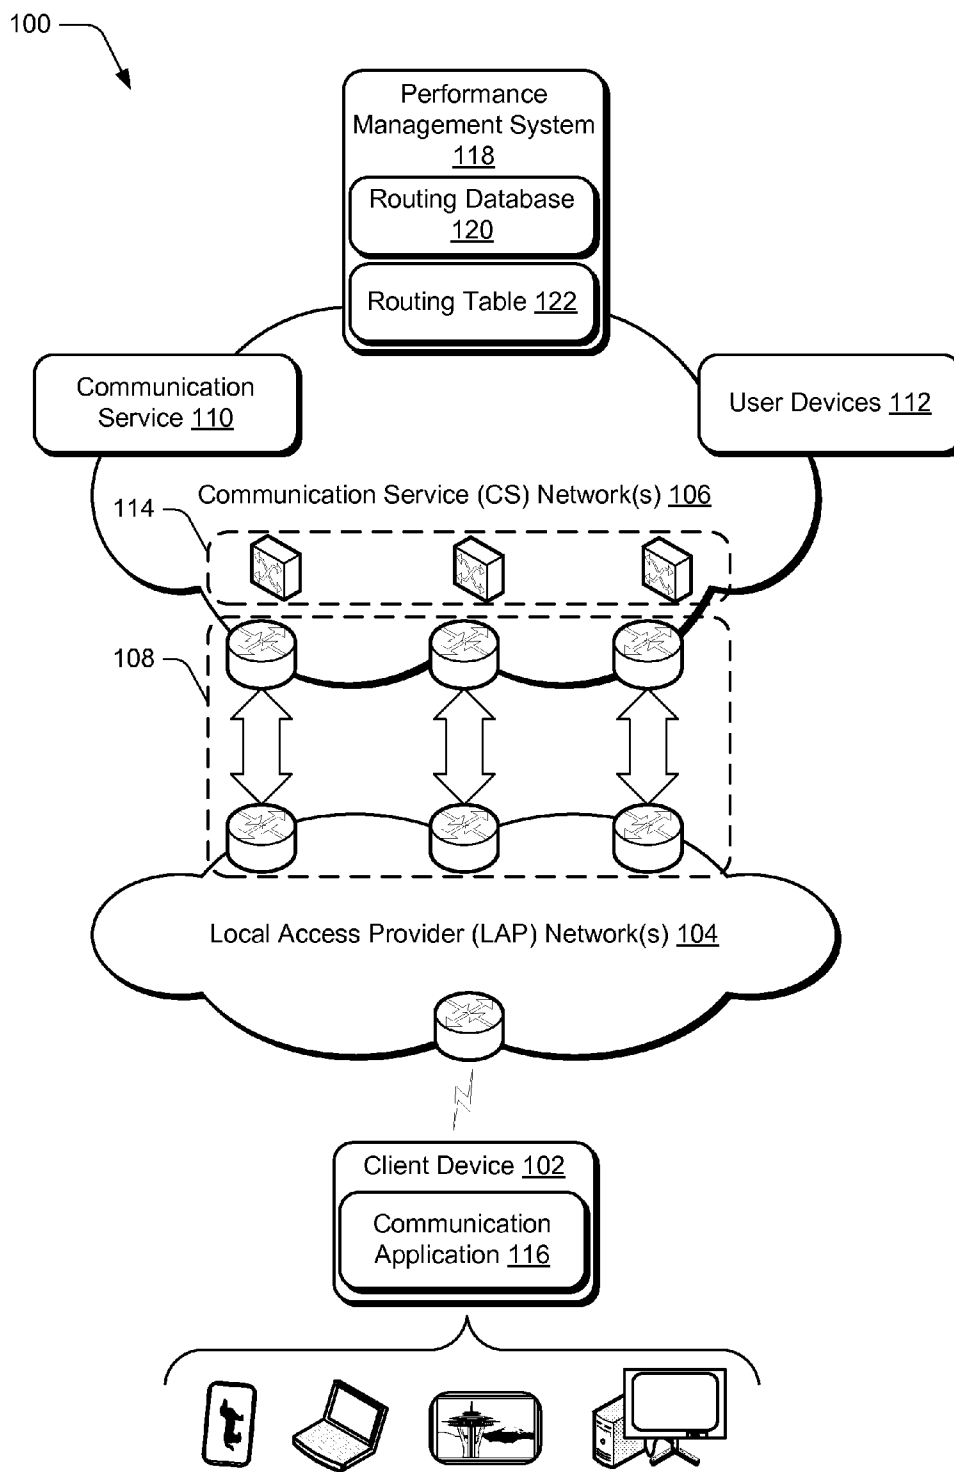 100
Performance
Management System
118
Routing Database
120
Routing Table 122
Communication
Service 110
User Devices 112
Communication Service (CS) Network(s) 106
114
108
Local Access Provider (LAP) Network(s) 104
Client Device 102
Communication
Application 116